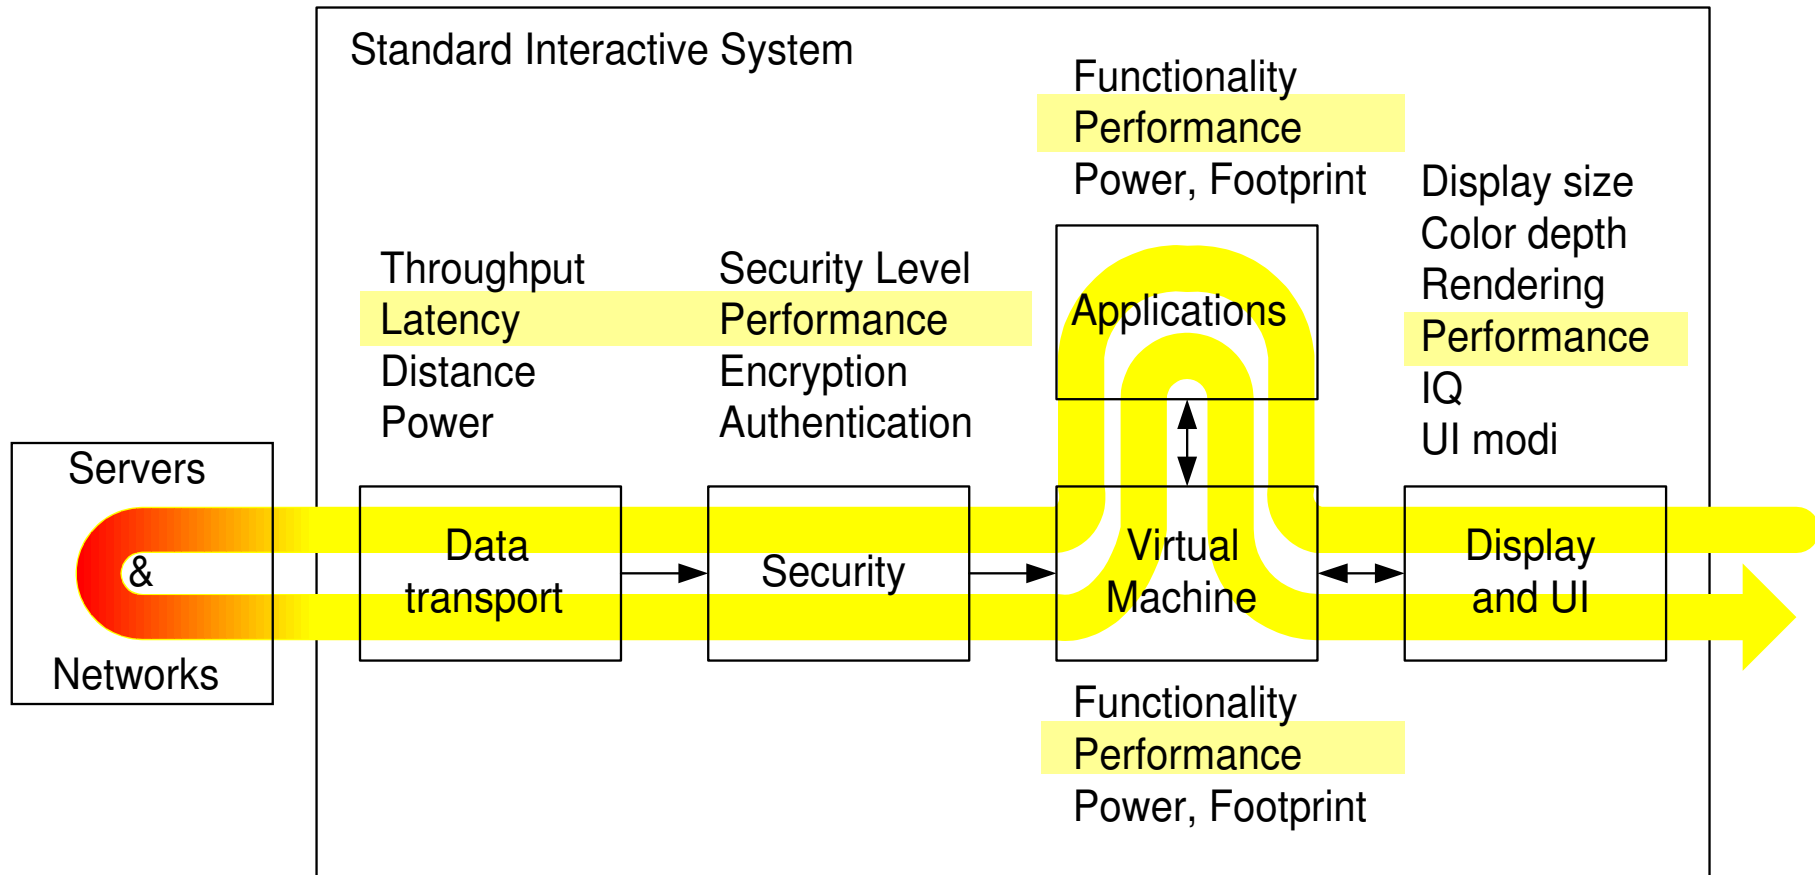 Standard Interactive System
Functionality
Performance
Power, Footprint
Display size
Color depth
Rendering
Performance
IQ
UI modi
Throughput
Latency
Distance
Power
Security Level
Performance
Encryption
Authentication
Applications
Servers
&
Networks
Data
transport
Security
Virtual
Machine
Display
and UI
Functionality
Performance
Power, Footprint